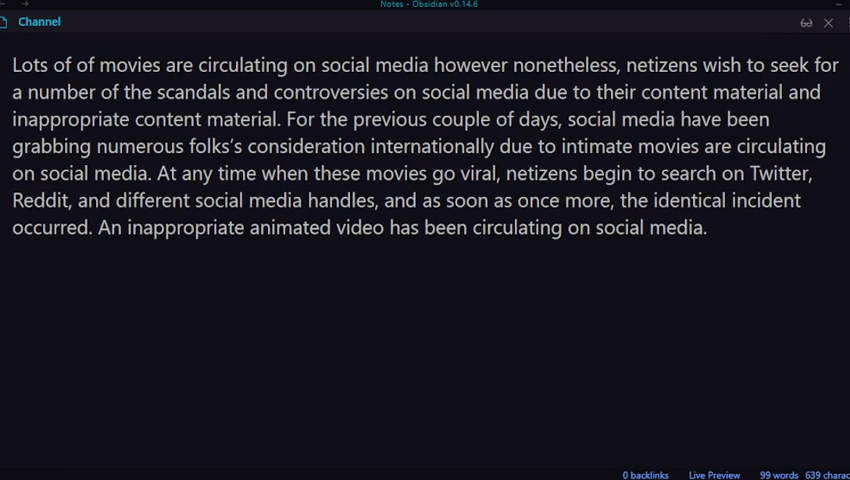 Notes - Obsidian v0.14.6
Channel
Lots of of movies are circulating on social media however nonetheless, netizens wish to seek for
a number of the scandals and controversies on social media due to their content material and
inappropriate content material. For the previous couple of days, social media have been
grabbing numerous folks's consideration internationally due to intimate movies are circulating
on social media. At any time when these movies go viral, netizens begin to search on Twitter,
Reddit, and different social media handles, and as soon as once more, the identical incident
occurred. An inappropriate animated video has been circulating on social media.
0 backlinks Live Preview 99 words 639 charac